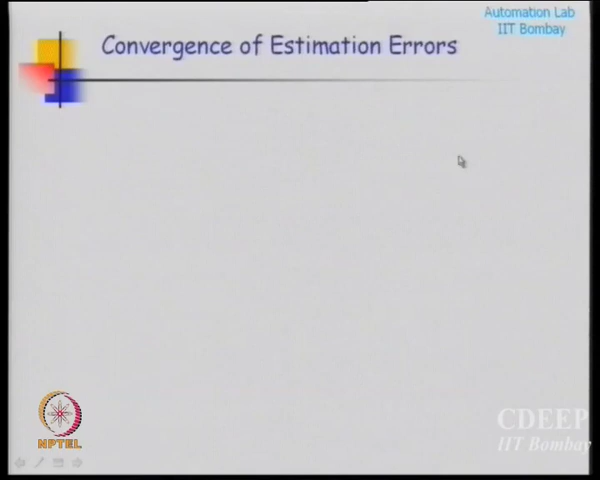 Automation Lab
IIT Bombay
Convergence of Estimation Errors
NPTEL
CDEEP
IIT Bombay